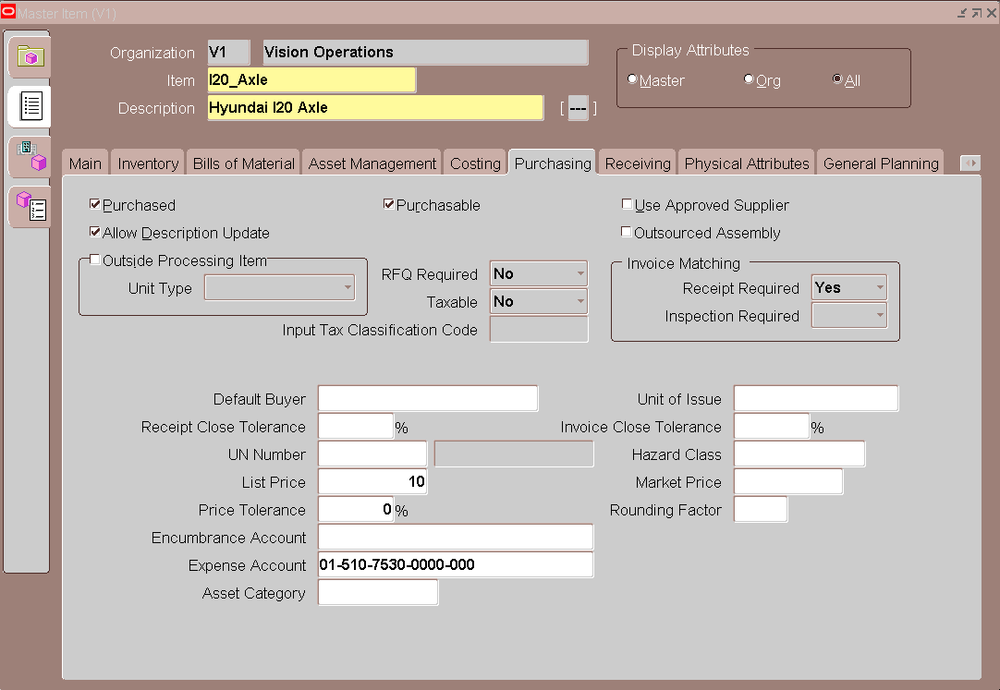 Master Item (V1)
Organization V1 Vision Operations
Display Attributes
Master Org All
Item I20_Axle
Description Hyundai I20 Axle [ --- ]
Main Inventory Bills of Material Asset Management Costing Purchasing Receiving Physical Attributes General Planning
Purchased Purchasable Use Approved Supplier
Allow Description Update Outsourced Assembly
Outside Processing Item
Unit Type
RFQ Required No
Taxable No
Input Tax Classification Code
Invoice Matching
Receipt Required Yes
Inspection Required
Default Buyer Unit of Issue
Receipt Close Tolerance % Invoice Close Tolerance %
UN Number Hazard Class
List Price 10 Market Price
Price Tolerance 0 % Rounding Factor
Encumbrance Account
Expense Account 01-510-7530-0000-000
Asset Category